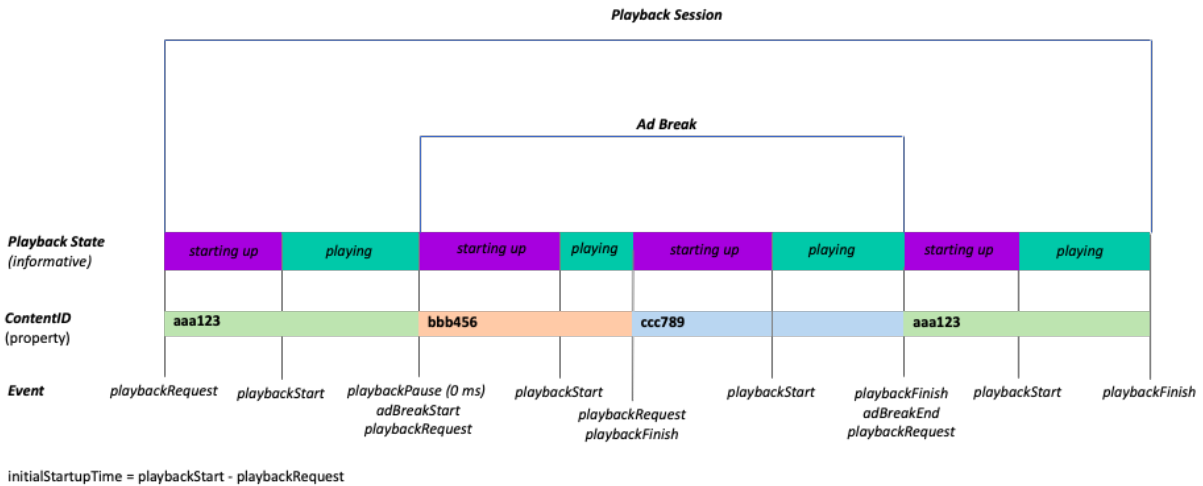 Playback Session
Ad Break
Playback State
(informative)
starting up playing starting up playing starting up playing starting up playing
ContentID
(property)
aaa123 bbb456 ccc789 aaa123
Event
playbackRequest playbackStart playbackPause (0 ms) playbackStart playbackStart playbackFinish playbackStart playbackFinish
adBreakStart playbackRequest adBreakEnd
playbackRequest playbackFinish playbackRequest
initialStartupTime = playbackStart - playbackRequest